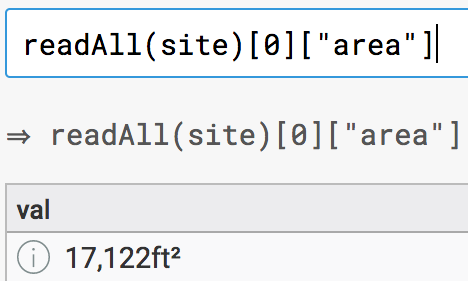 readAll(site)[0]["area"]
⇒ readAll(site)[0]["area"]
val
17,122ft²